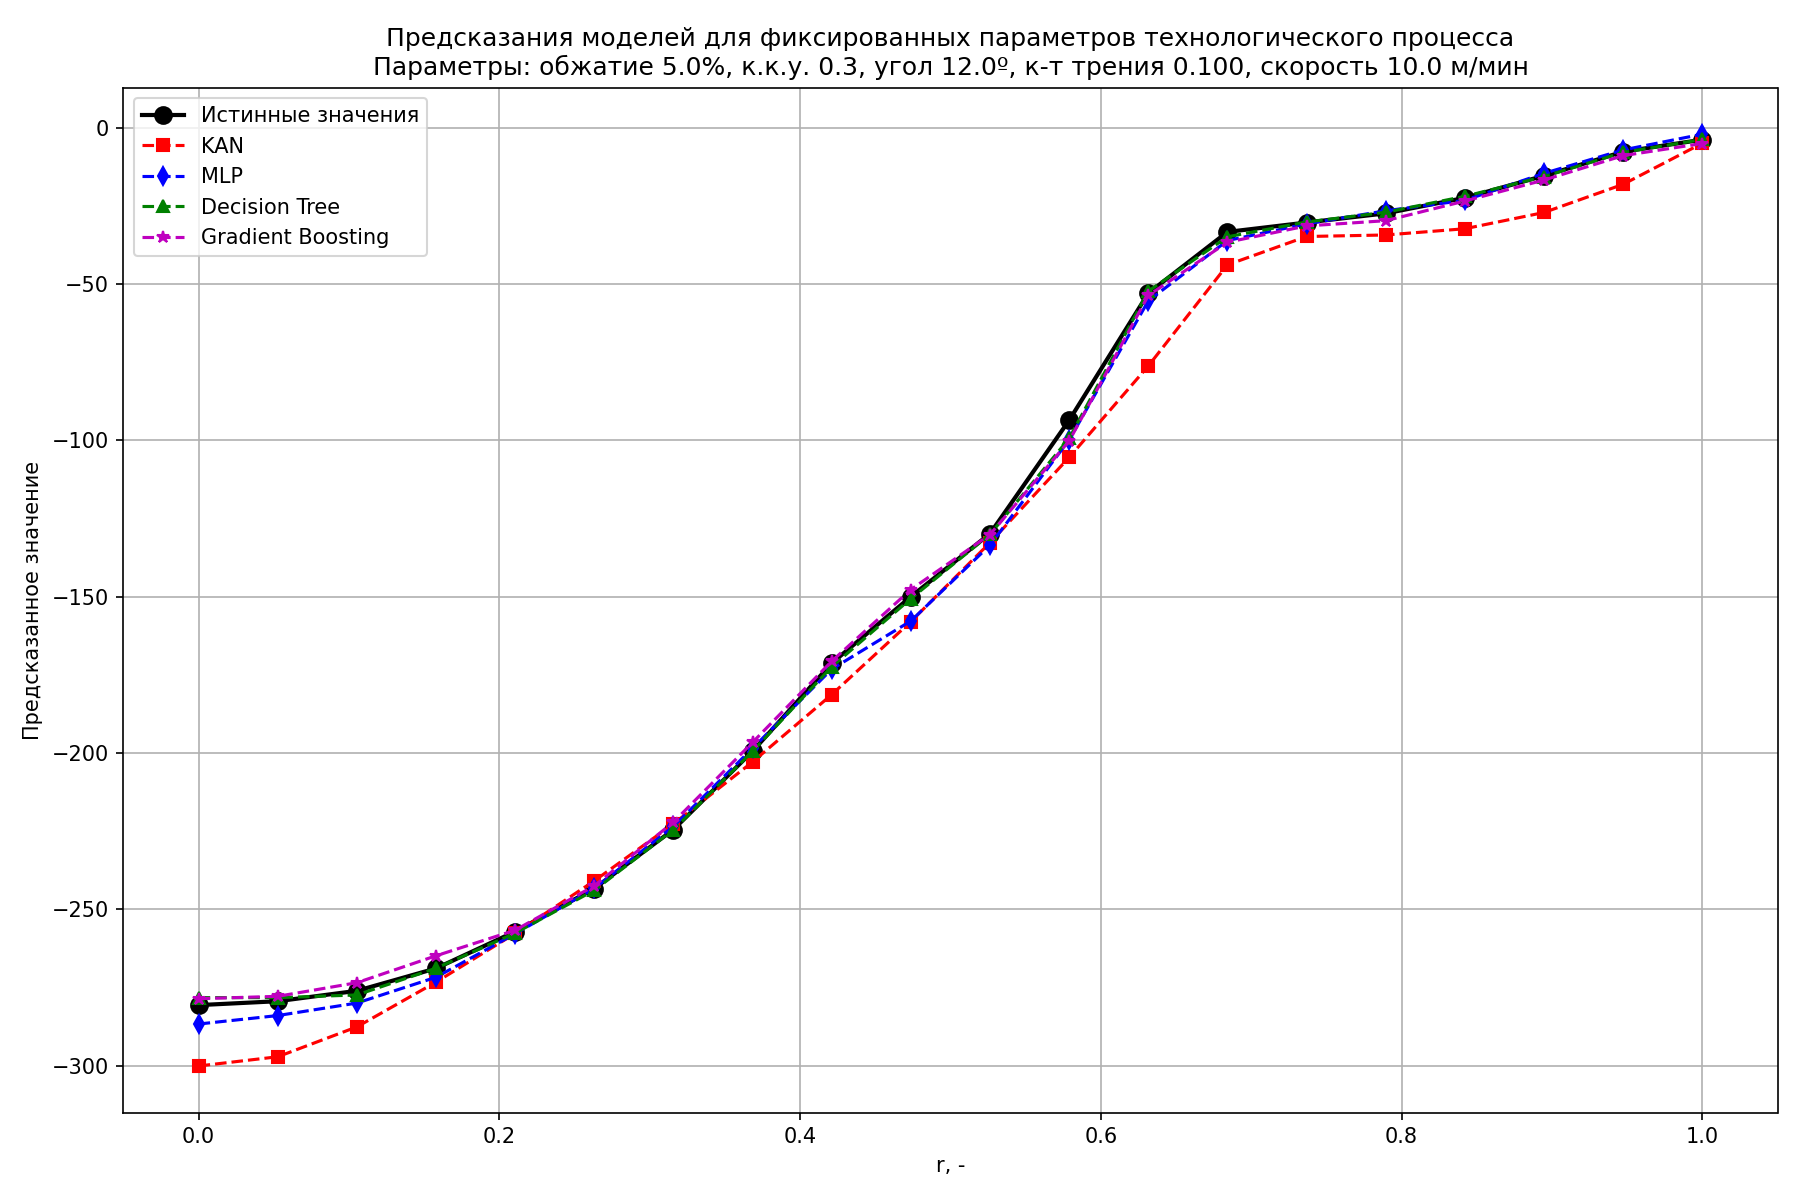 Предсказания моделей для фиксированных параметров технологического процесса
Параметры: обжатие 5.0%, к.к.у. 0.3, угол 12.0º, к-т трения 0.100, скорость 10.0 м/мин
Истинные значения
KAN
MLP
Decision Tree
Gradient Boosting
Предсказанное значение
0
−50
−100
−150
−200
−250
−300
0.0 0.2 0.4 0.6 0.8 1.0
r, -